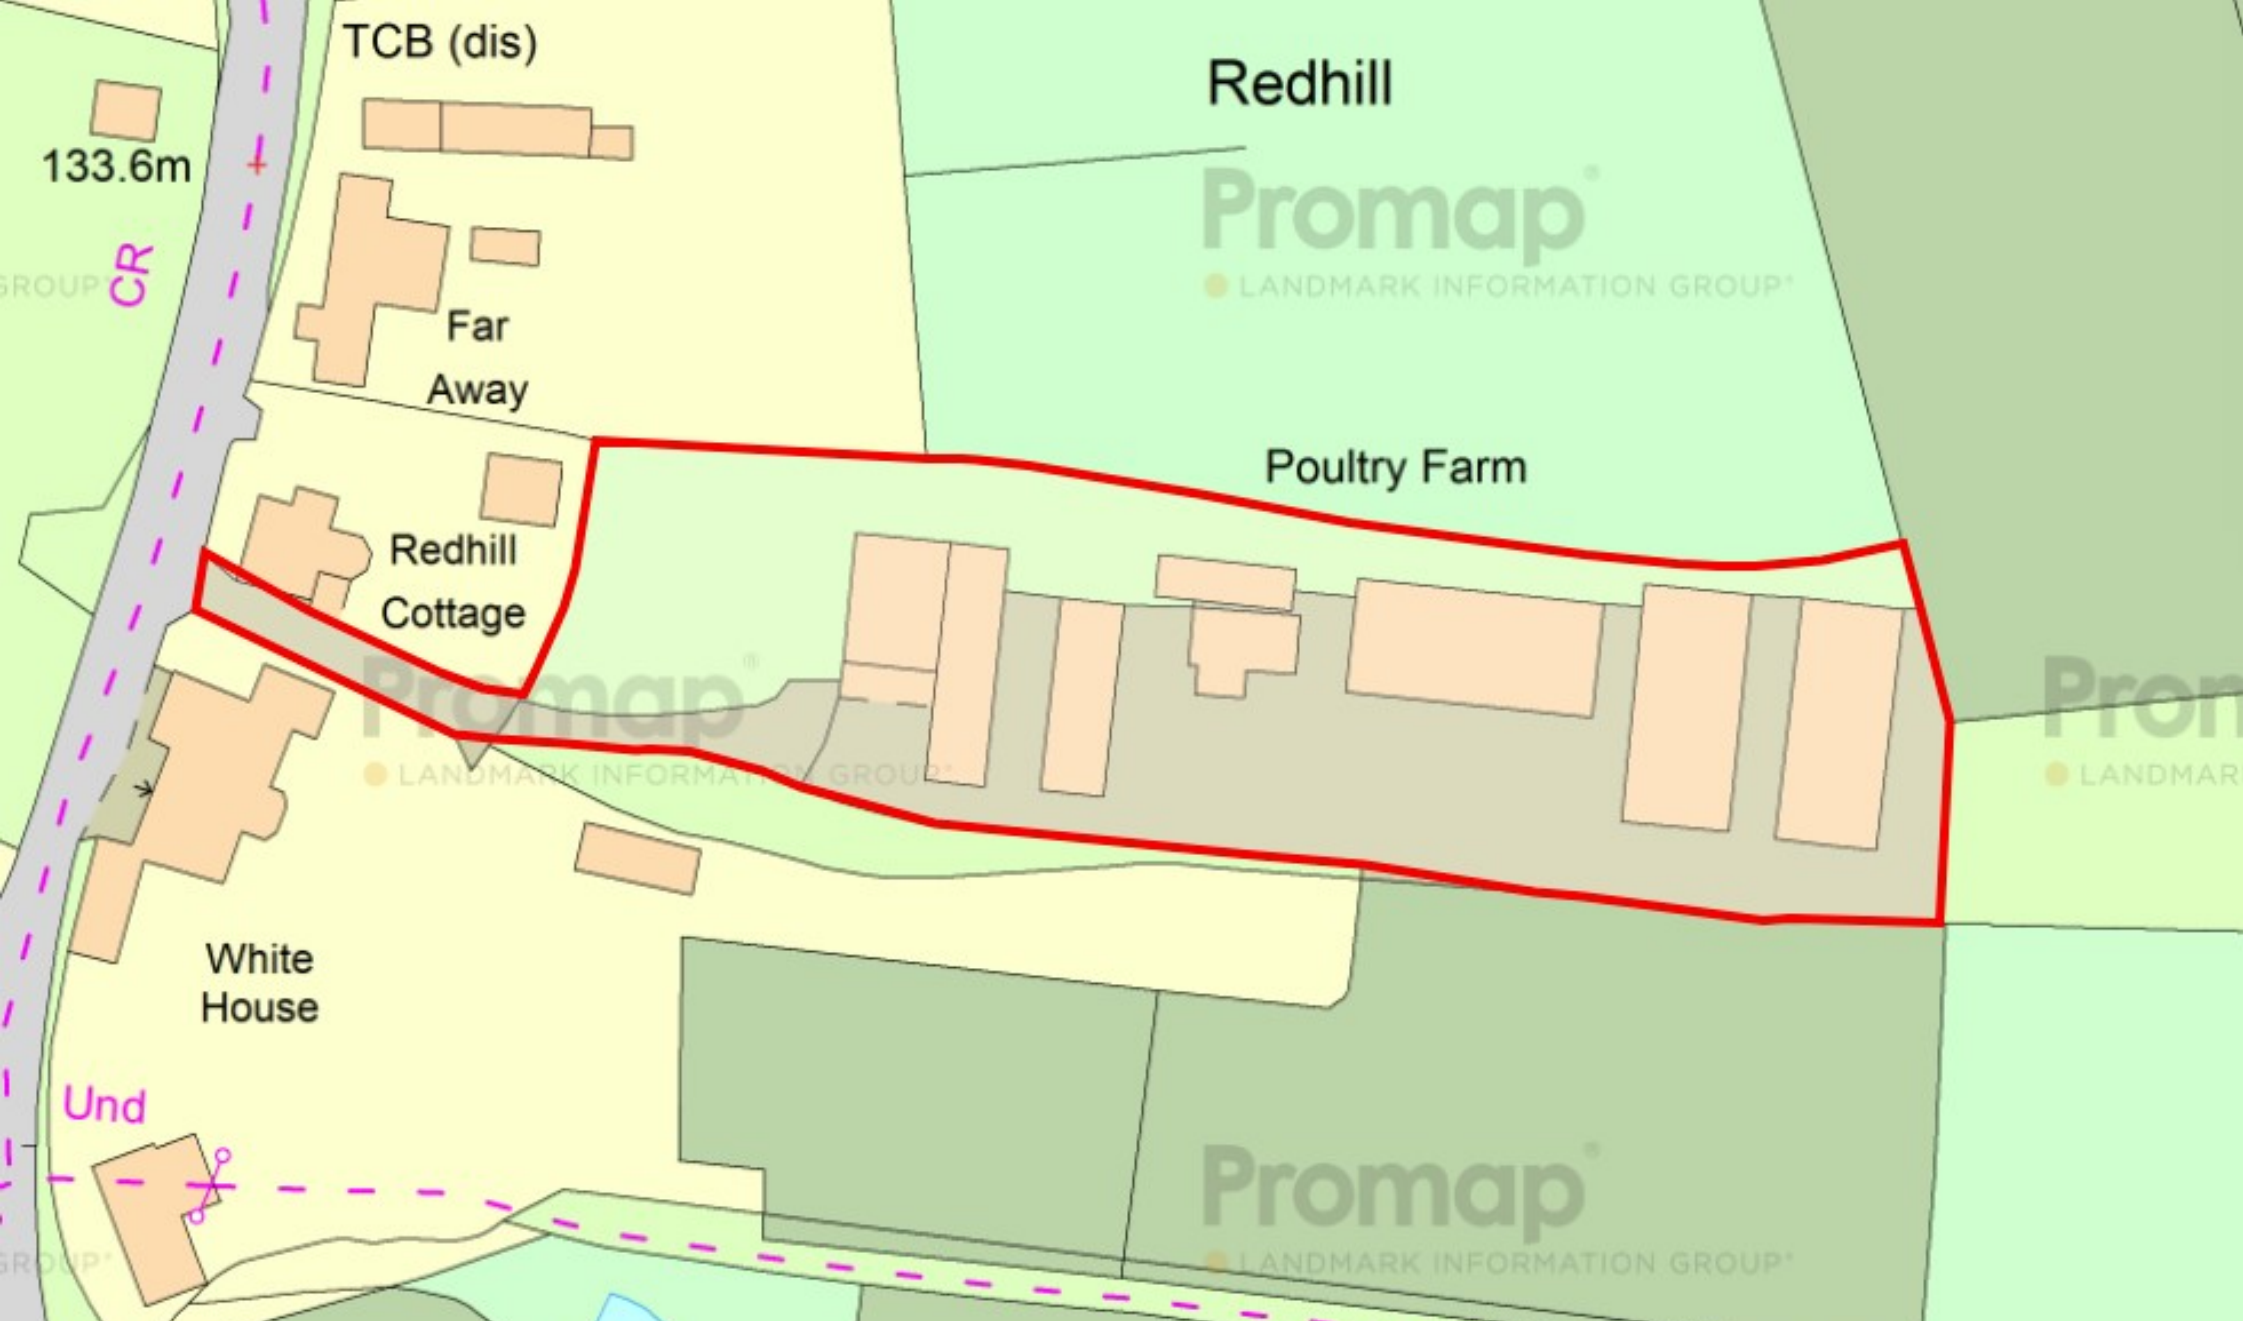 TCB (dis)
Redhill
133.6m
Promap®
LANDMARK INFORMATION GROUP®
CR
GROUP®
Far
Away
Poultry Farm
Redhill
Cottage
Promap®
LANDMARK INFORMATION GROUP®
Prom
LANDMAR
White
House
Und
Promap®
LANDMARK INFORMATION GROUP®
GROUP®